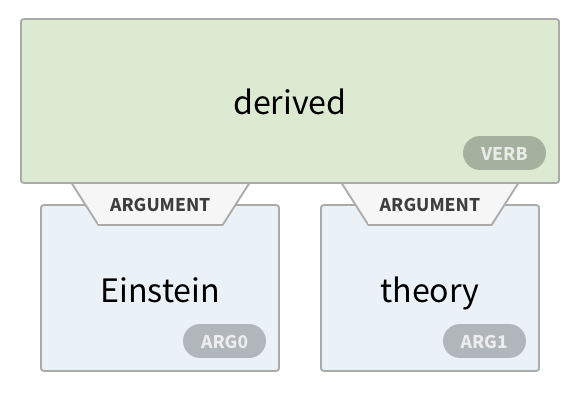 derived
VERB
ARGUMENT ARGUMENT
Einstein theory
ARG0 ARG1